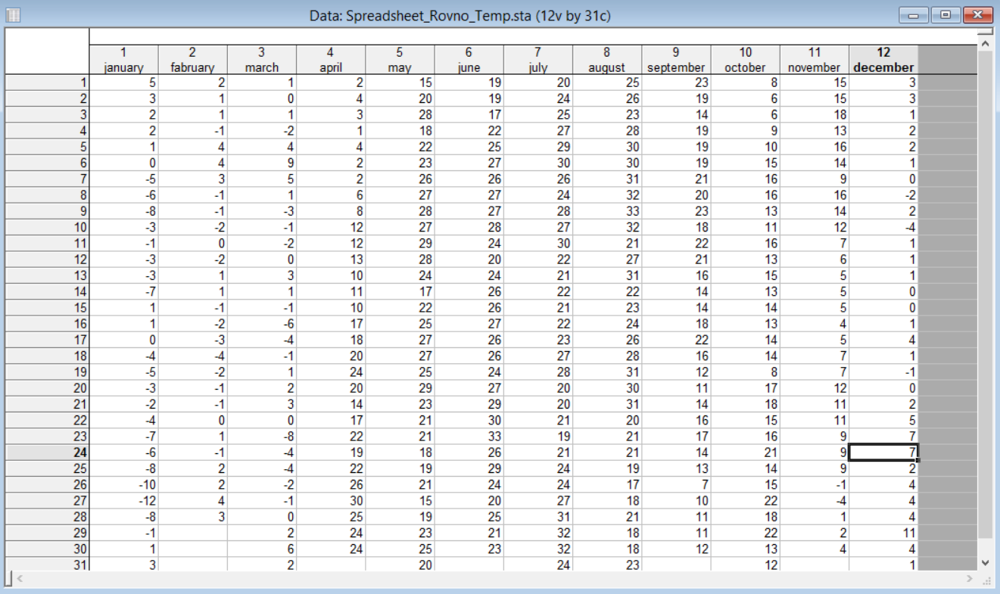 Data: Spreadsheet_Rovno_Temp.sta (12v by 31c)
1 2 3 4 5 6 7 8 9 10 11 12
january fabruary march april may june july august september october november december
1 5 2 1 2 15 19 20 25 23 8 15 3
2 3 1 0 4 20 19 24 26 19 6 15 3
3 2 1 1 3 28 17 25 23 14 6 18 1
4 2 -1 -2 1 18 22 27 28 19 9 13 2
5 1 4 4 4 22 25 29 30 19 10 16 2
6 0 4 9 2 23 27 30 30 19 15 14 1
7 -5 3 5 2 26 26 26 31 21 16 9 0
8 -6 -1 1 6 27 27 24 32 20 16 16 -2
9 -8 -1 -3 8 28 27 28 33 23 13 14 2
10 -3 -2 -1 12 27 28 27 32 18 11 12 -4
11 -1 0 -2 12 29 24 30 21 22 16 7 1
12 -3 -2 0 13 28 20 22 27 21 13 6 1
13 -3 1 3 10 24 24 21 31 16 15 5 1
14 -7 1 1 11 17 26 22 22 14 13 5 0
15 1 -1 -1 10 22 26 21 23 14 14 5 0
16 1 -2 -6 17 25 27 22 24 18 13 4 1
17 0 -3 -4 18 27 26 23 26 22 14 5 4
18 -4 -4 -1 20 27 26 27 28 16 14 7 1
19 -5 -2 1 24 25 24 28 31 12 8 7 -1
20 -3 -1 2 20 29 27 20 30 11 17 12 0
21 -2 -1 3 14 23 29 20 31 14 18 11 2
22 -4 0 0 17 21 30 21 20 16 15 11 5
23 -7 1 -8 22 21 33 19 21 17 16 9 7
24 -6 -1 -4 19 18 26 21 21 14 21 9 7
25 -8 2 -4 22 19 29 24 19 13 14 9 2
26 -10 2 -2 26 21 24 24 17 7 15 -1 4
27 -12 4 -1 30 15 20 27 18 10 22 -4 4
28 -8 3 0 25 19 25 31 21 11 18 1 4
29 -1 2 24 23 21 32 18 11 22 2 11
30 1 6 24 25 23 32 18 12 13 4 4
31 3 2 20 24 23 12 1